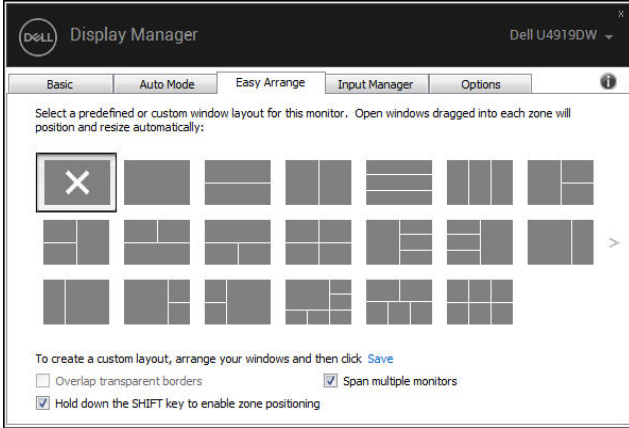 x
DELL Display Manager Dell U4919DW
Basic Auto Mode Easy Arrange Input Manager Options i
Select a predefined or custom window layout for this monitor. Open windows dragged into each zone will
position and resize automatically:
>
To create a custom layout, arrange your windows and then click Save
Overlap transparent borders Span multiple monitors
Hold down the SHIFT key to enable zone positioning